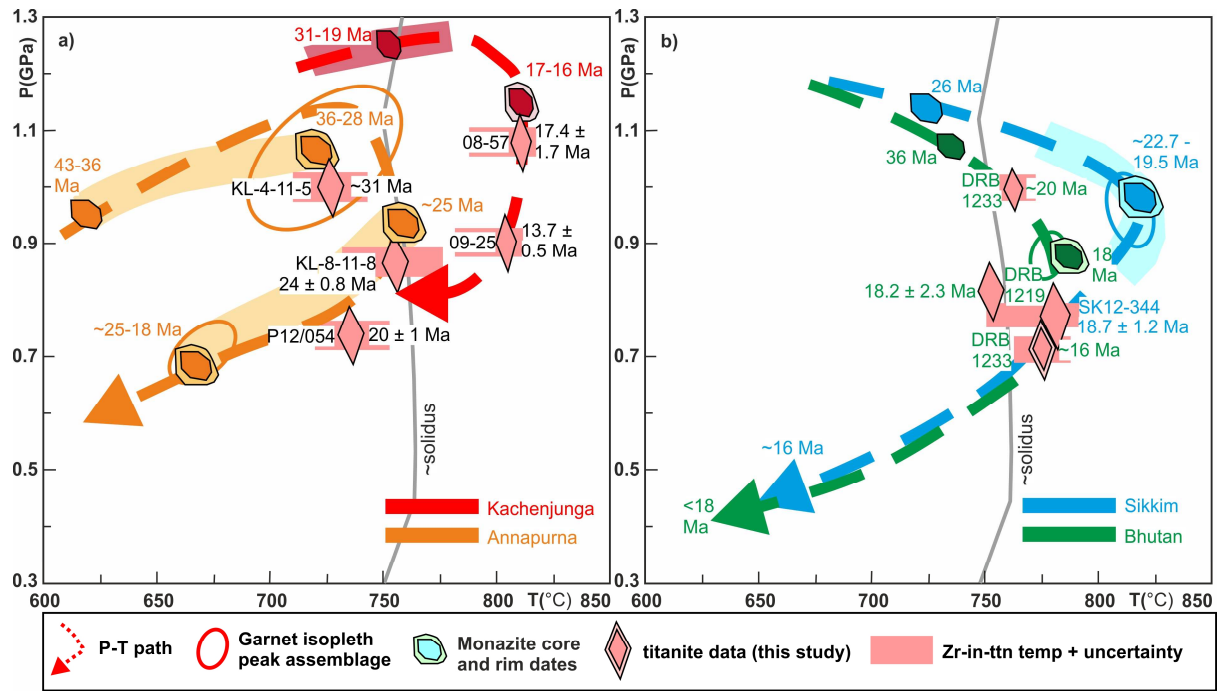 1.3
1.1
0.9
0.7
0.5
0.3
P(GPa)
a)
31-19 Ma
17-16 Ma
36-28 Ma
08-57
17.4 ±
1.7 Ma
43-36
Ma
KL-4-11-5
~31 Ma
~25 Ma
09-25
13.7 ±
0.5 Ma
KL-8-11-8
24 ± 0.8 Ma
~25-18 Ma
P12/054
20 ± 1 Ma
~solidus
Kachenjunga
Annapurna
600
650
700
750
800
T(°C)
850
1.3
1.1
0.9
0.7
0.5
0.3
P(GPa)
b)
26 Ma
36 Ma
~22.7 -
19.5 Ma
DRB
1233
~20 Ma
18
Ma
DRB
1219
18.2 ± 2.3 Ma
SK12-344
18.7 ± 1.2 Ma
DRB
1233
~16 Ma
~16 Ma
<18
Ma
~solidus
Sikkim
Bhutan
650
700
750
800
T(°C)
850
P-T path
Garnet isopleth
peak assemblage
Monazite core
and rim dates
titanite data (this study)
Zr-in-ttn temp + uncertainty